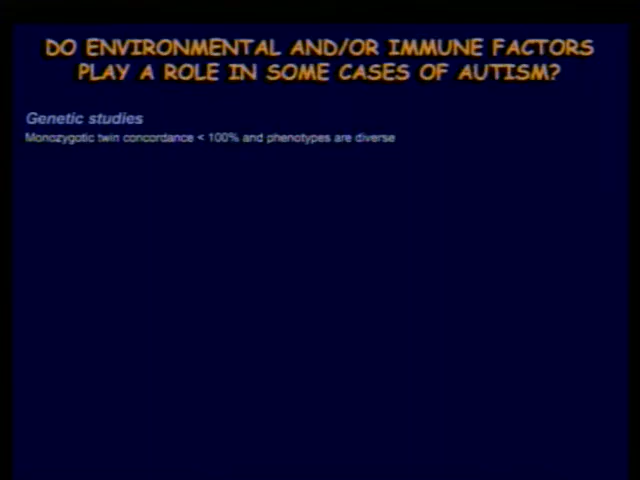 DO ENVIRONMENTAL AND/OR IMMUNE FACTORS
PLAY A ROLE IN SOME CASES OF AUTISM?
Genetic studies
Monozygotic twin concordance < 100% and phenotypes are diverse